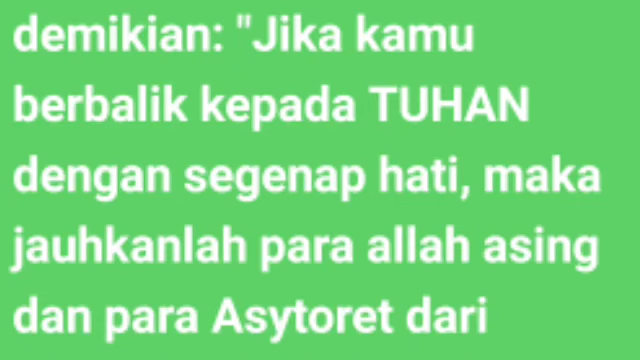 demikian: "Jika kamu
berbalik kepada TUHAN
dengan segenap hati, maka
jauhkanlah para allah asing
dan para Asytoret dari